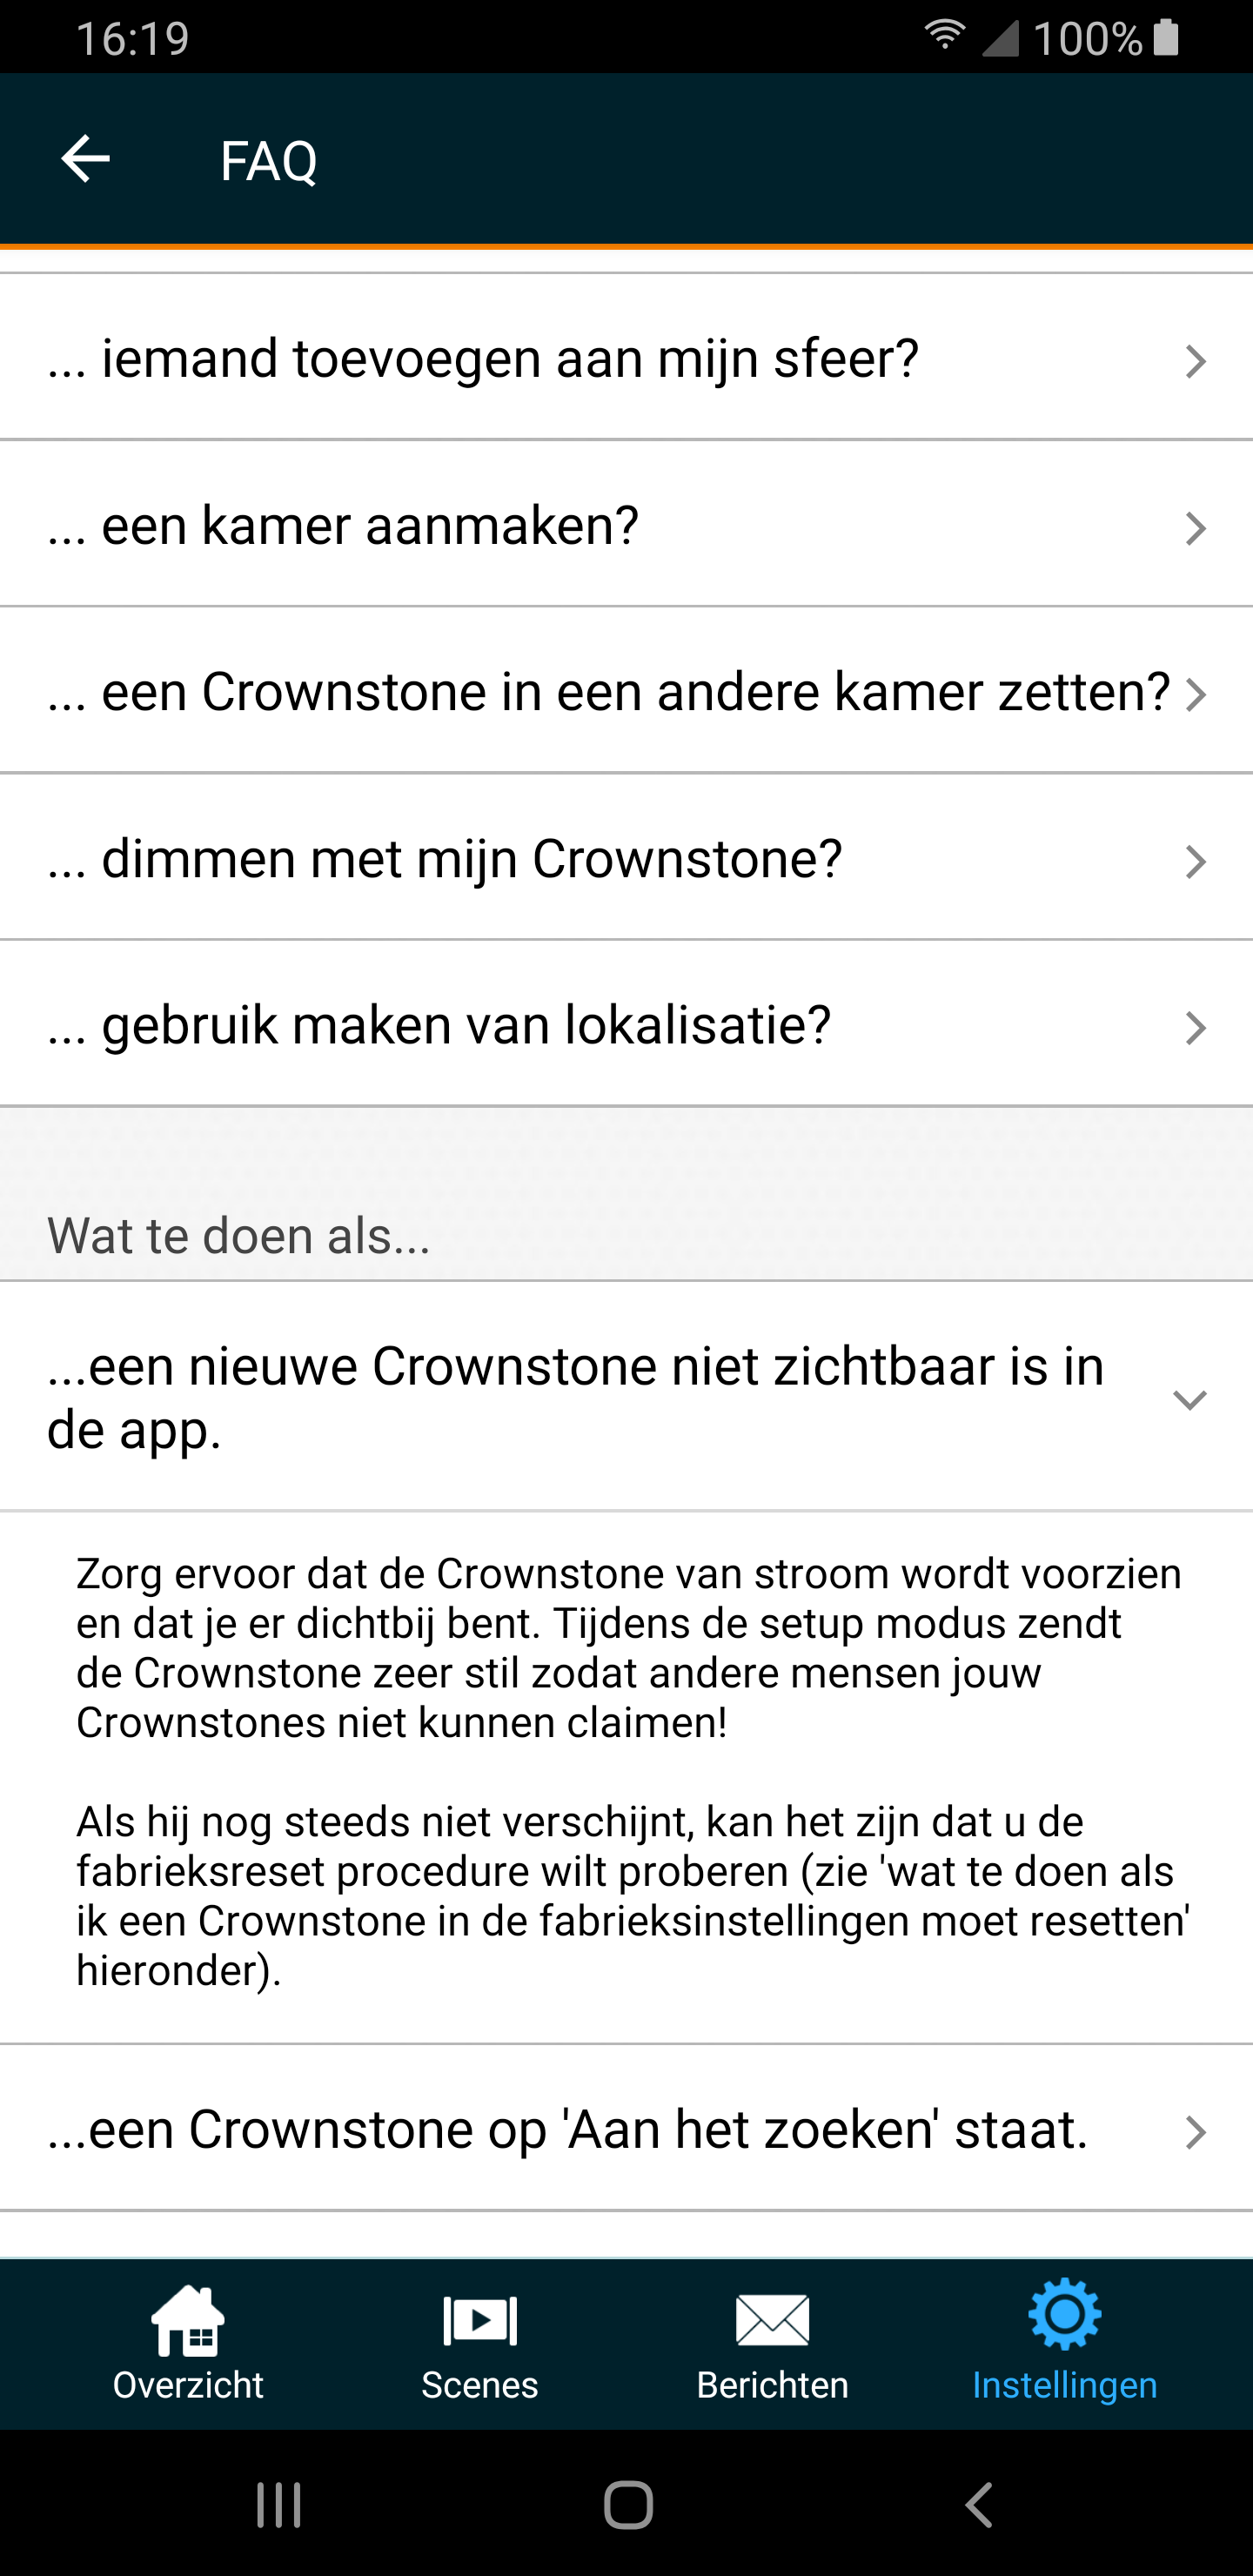 16:19
100%
FAQ
... iemand toevoegen aan mijn sfeer?
... een kamer aanmaken?
... een Crownstone in een andere kamer zetten?
... dimmen met mijn Crownstone?
... gebruik maken van lokalisatie?
Wat te doen als...
...een nieuwe Crownstone niet zichtbaar is in
de app.
Zorg ervoor dat de Crownstone van stroom wordt voorzien
en dat je er dichtbij bent. Tijdens de setup modus zendt
de Crownstone zeer stil zodat andere mensen jouw
Crownstones niet kunnen claimen!
Als hij nog steeds niet verschijnt, kan het zijn dat u de
fabrieksreset procedure wilt proberen (zie 'wat te doen als
ik een Crownstone in de fabrieksinstellingen moet resetten'
hieronder).
...een Crownstone op 'Aan het zoeken' staat.
Overzicht
Scenes
Berichten
Instellingen